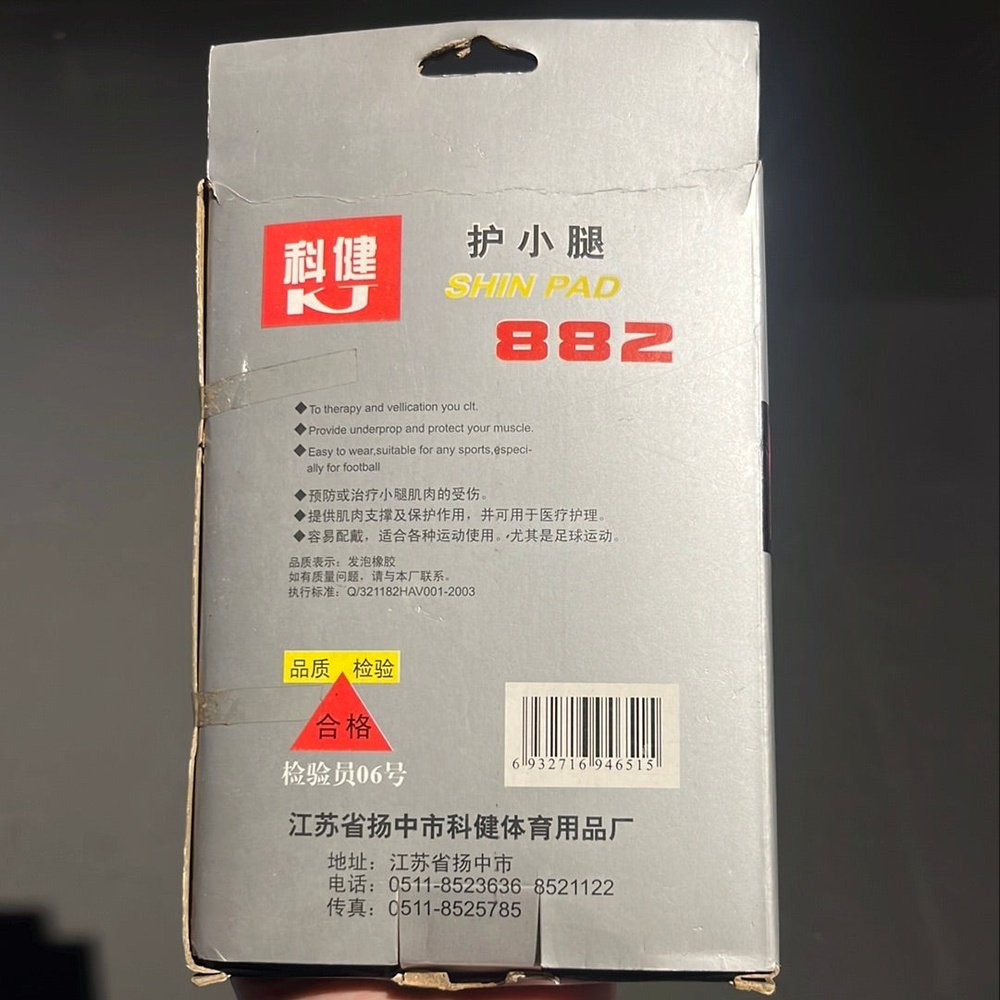 科健
KJ
护小腿
SHIN PAD
882
◆To therapy and vellication you clt.
◆Provide underprop and protect your muscle.
◆Easy to wear,suitable for any sports,especi-
ally for football
◆预防或治疗小腿肌肉的受伤。
◆提供肌肉支撑及保护作用，并可用于医疗护理。
◆容易配戴，适合各种运动使用。尤其是足球运动。
品质表示：发泡橡胶
如有质量问题，请与本厂联系。
执行标准：Q/321182HAV001-2003
品质 检验
合格
检验员06号
6 932716 946515
江苏省扬中市科健体育用品厂
地址：江苏省扬中市
电话：0511-8523636 8521122
传真：0511-8525785